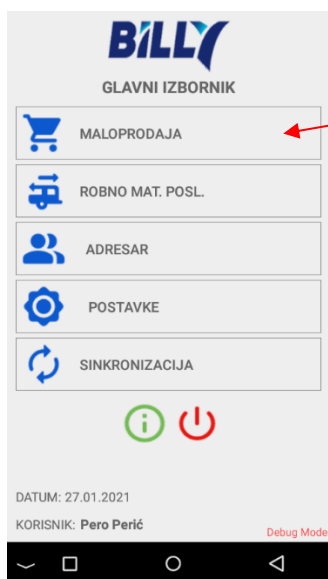 BILLY
GLAVNI IZBORNIK
MALOPRODAJA
ROBNO MAT. POSL.
ADRESAR
POSTAVKE
SINKRONIZACIJA
DATUM: 27.01.2021
KORISNIK: Pero Perić
Debug Mode